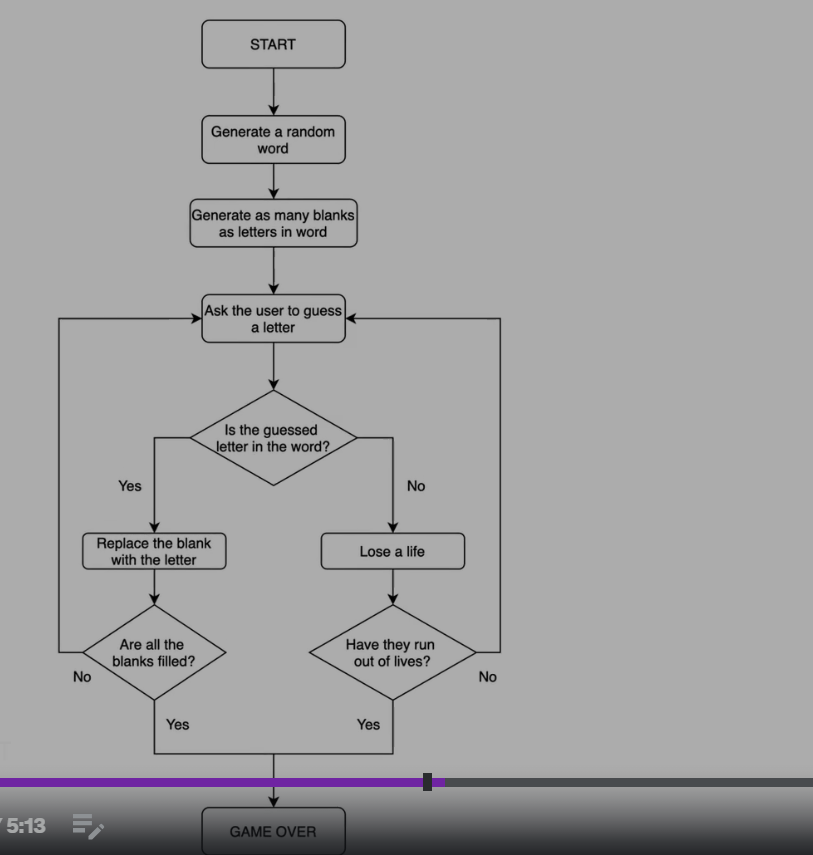 START
Generate a random
word
Generate as many blanks
as letters in word
Ask the user to guess
a letter
Is the guessed
letter in the word?
Yes
No
Replace the blank
with the letter
Lose a life
Are all the
blanks filled?
Have they run
out of lives?
No
No
Yes
Yes
/ 5:13
GAME OVER